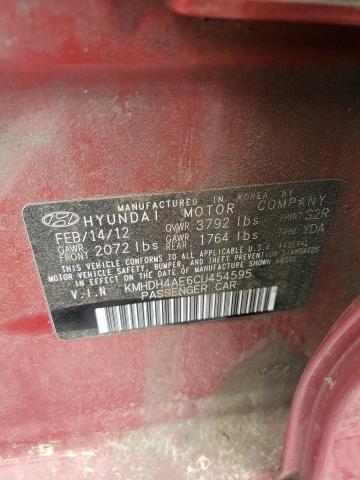 MANUFACTURED IN KOREA BY
HYUNDAI MOTOR COMPANY
FEB/14/12 GVWR 3792 lbs PAINT S2R
GAWR FRONT 2072 lbs GAWR REAR 1764 lbs TRIM YDA
THIS VEHICLE CONFORMS TO ALL APPLICABLE U.S.A FEDERAL
MOTOR VEHICLE SAFETY, BUMPER, AND THEFT PREVENTION STANDARDS
IN EFFECT ON THE DATE OF MANUFACTURE SHOWN ABOVE.
V.I.N KMHDH4AE6CU454595
PASSENGER CAR